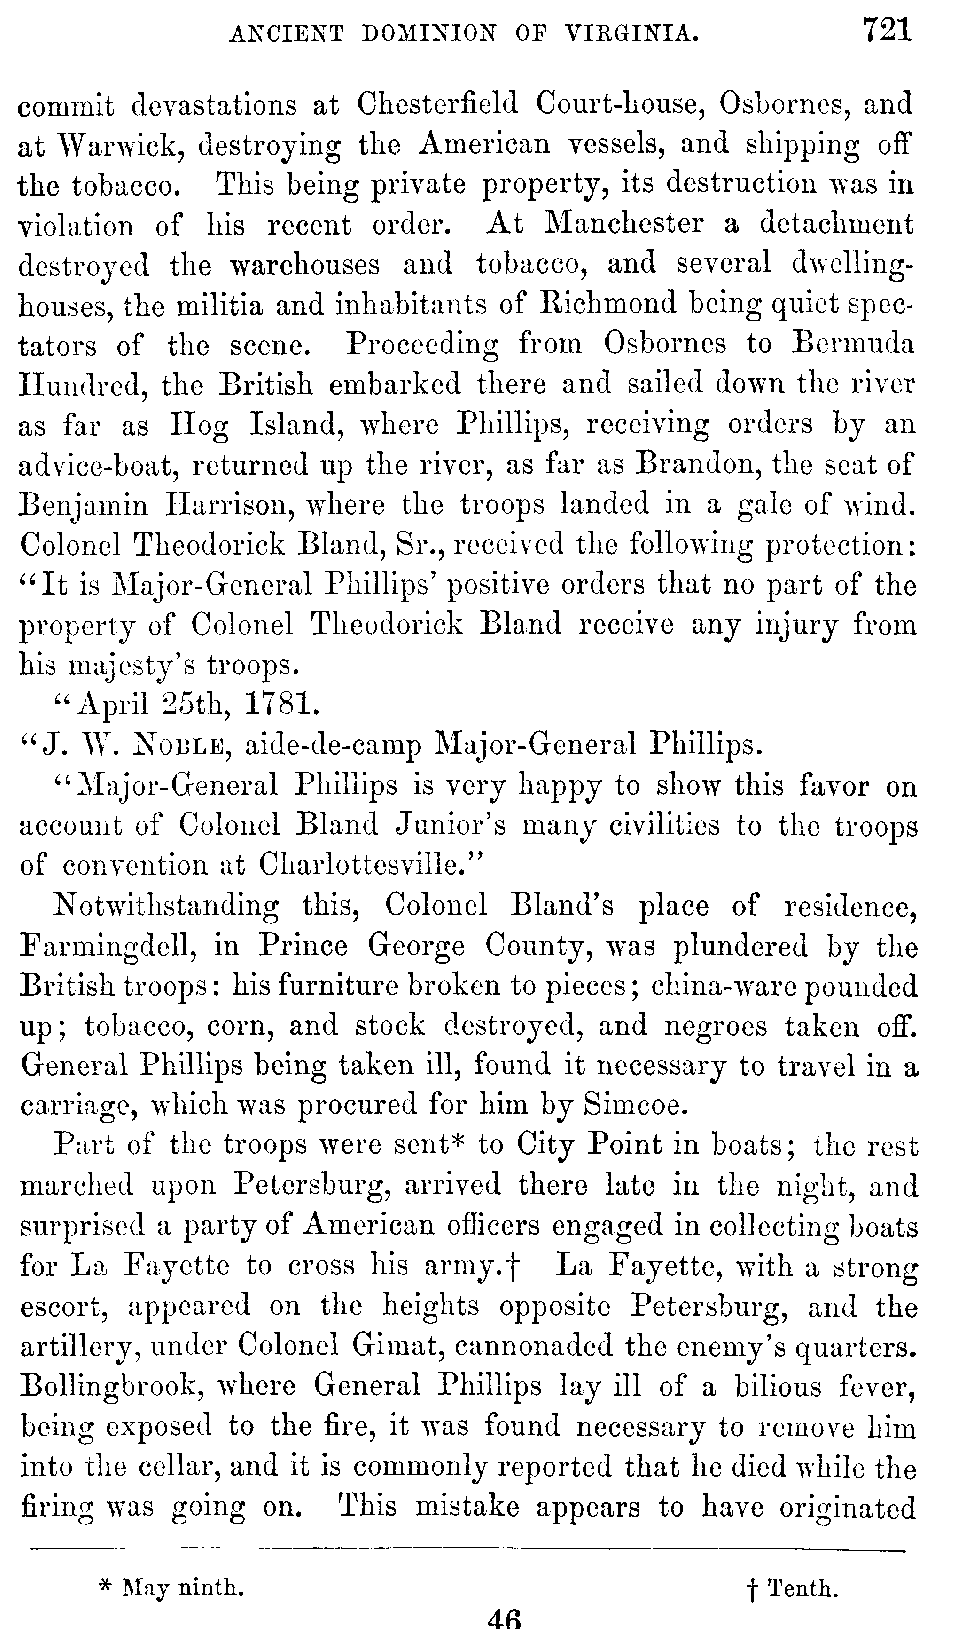 ANCIENT DOMINION OF VIRGINIA. 721
commit devastations at Chesterfield Court-house, Osbornes, and
at Warwick, destroying the American vessels, and shipping off
the tobacco. This being private property, its destruction was in
violation of his recent order. At Manchester a detachment
destroyed the warehouses and tobacco, and several dwelling-
houses, the militia and inhabitants of Richmond being quiet spec-
tators of the scene. Proceeding from Osbornes to Bermuda
Hundred, the British embarked there and sailed down the river
as far as Hog Island, where Phillips, receiving orders by an
advice-boat, returned up the river, as far as Brandon, the seat of
Benjamin Harrison, where the troops landed in a gale of wind.
Colonel Theodorick Bland, Sr., received the following protection:
"It is Major-General Phillips' positive orders that no part of the
property of Colonel Theodorick Bland receive any injury from
his majesty's troops.
"April 25th, 1781.
"J. W. NOBLE, aide-de-camp Major-General Phillips.
"Major-General Phillips is very happy to show this favor on
account of Colonel Bland Junior's many civilities to the troops
of convention at Charlottesville."
Notwithstanding this, Colonel Bland's place of residence,
Farmingdell, in Prince George County, was plundered by the
British troops: his furniture broken to pieces; china-ware pounded
up; tobacco, corn, and stock destroyed, and negroes taken off.
General Phillips being taken ill, found it necessary to travel in a
carriage, which was procured for him by Simcoe.
Part of the troops were sent* to City Point in boats; the rest
marched upon Petersburg, arrived there late in the night, and
surprised a party of American officers engaged in collecting boats
for La Fayette to cross his army.† La Fayette, with a strong
escort, appeared on the heights opposite Petersburg, and the
artillery, under Colonel Gimat, cannonaded the enemy's quarters.
Bollingbrook, where General Phillips lay ill of a bilious fever,
being exposed to the fire, it was found necessary to remove him
into the cellar, and it is commonly reported that he died while the
firing was going on. This mistake appears to have originated
* May ninth. † Tenth.
46